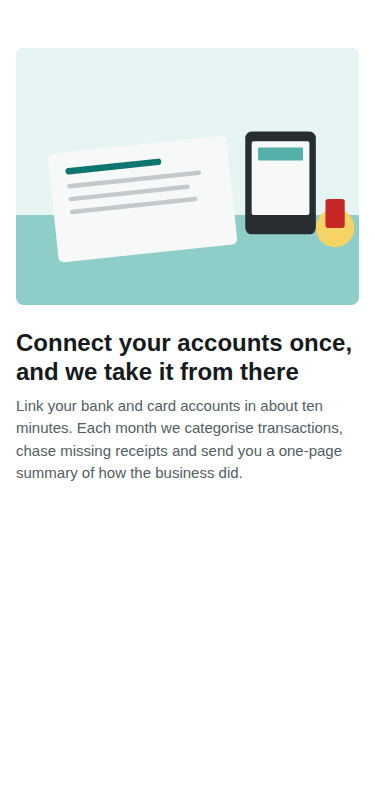 Connect your accounts once,
and we take it from there
Link your bank and card accounts in about ten
minutes. Each month we categorise transactions,
chase missing receipts and send you a one-page
summary of how the business did.